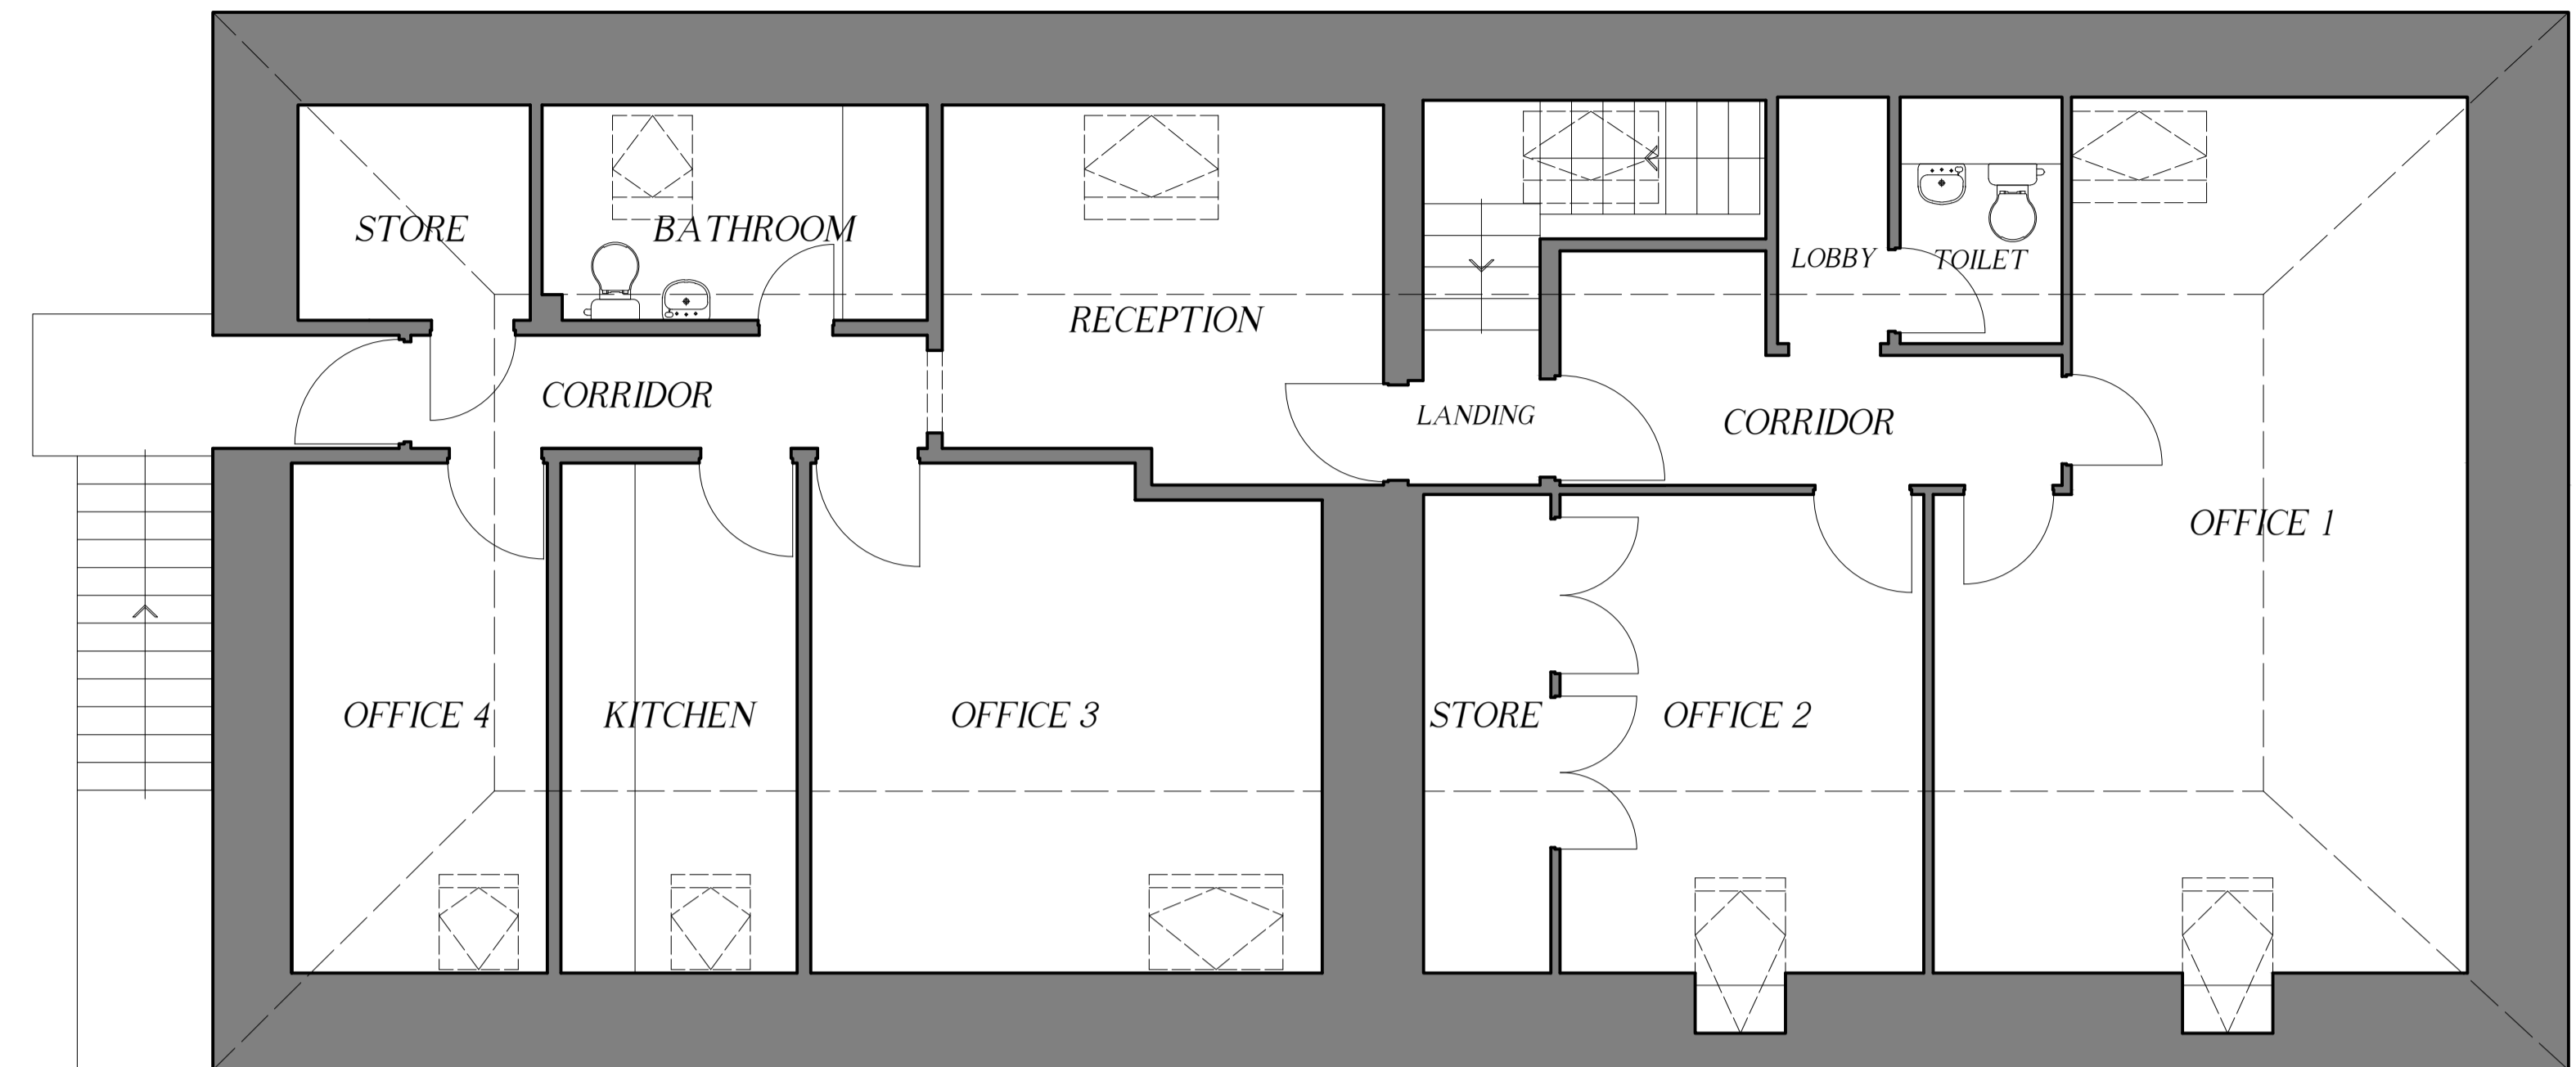 STORE
BATHROOM
RECEPTION
LOBBY
TOILET
CORRIDOR
LANDING
CORRIDOR
OFFICE 1
OFFICE 4
KITCHEN
OFFICE 3
STORE
OFFICE 2